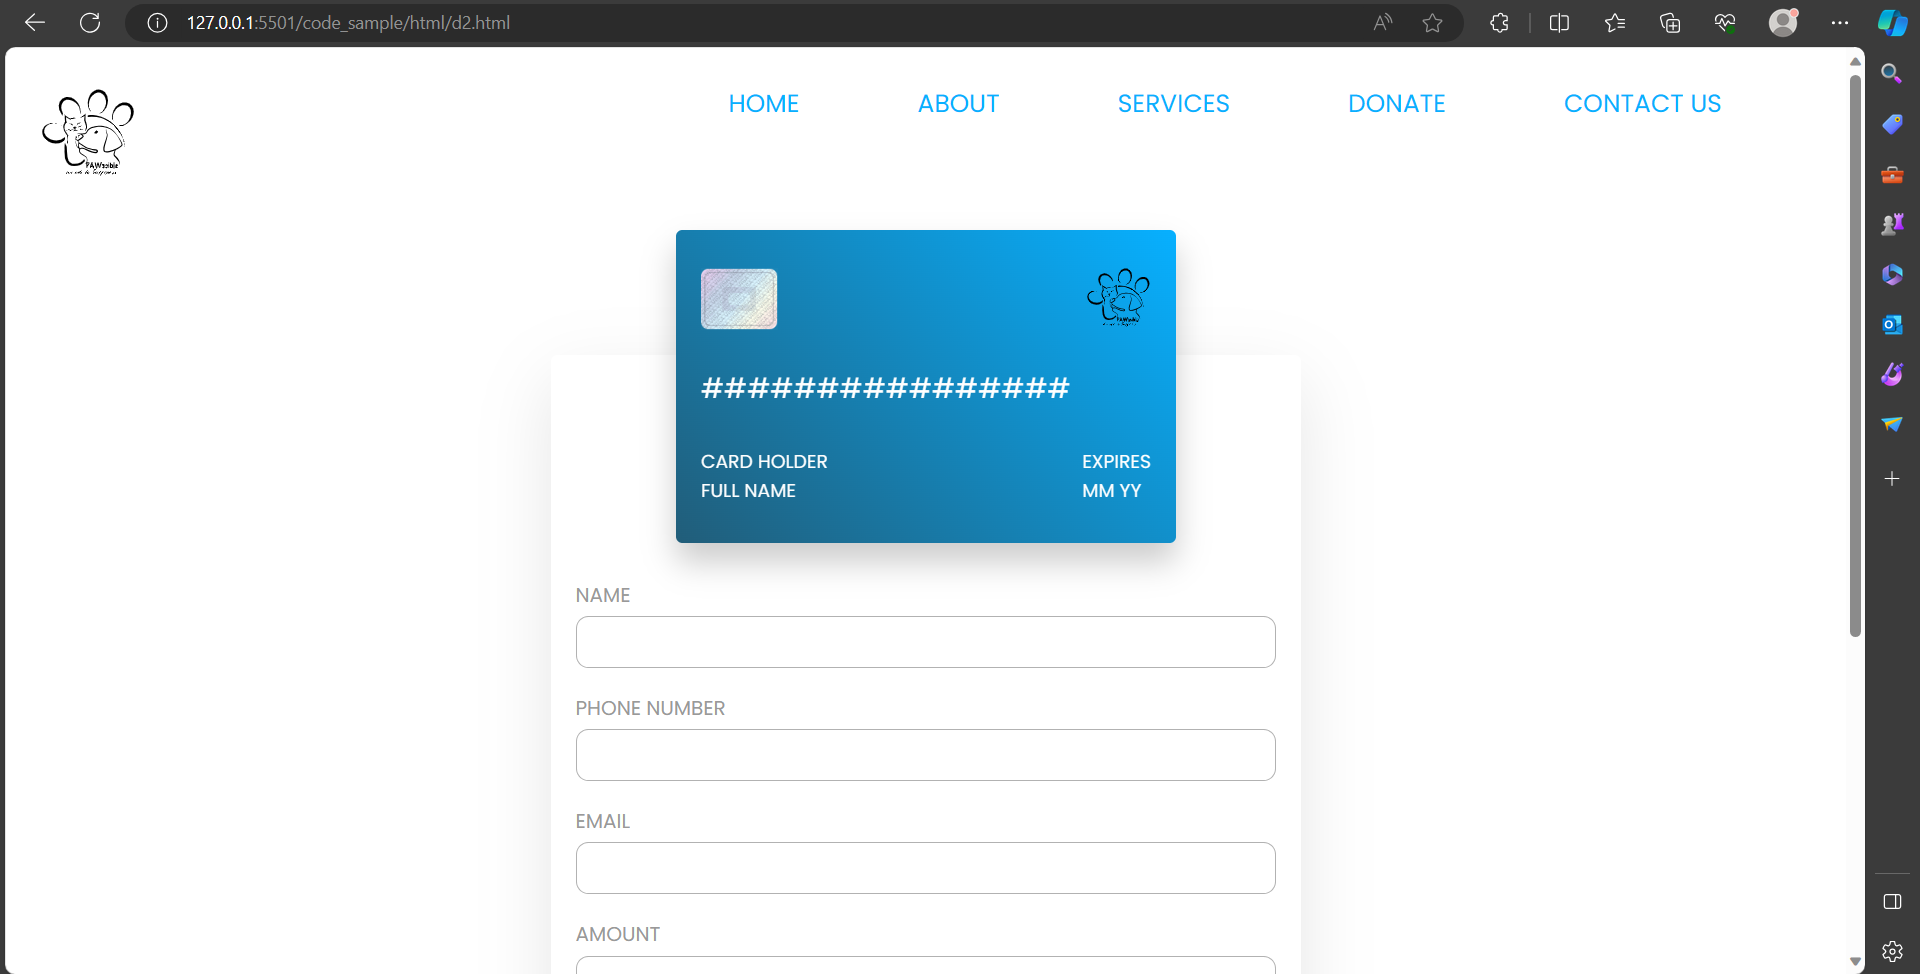 127.0.0.1:5501/code_sample/html/d2.html
HOME ABOUT SERVICES DONATE CONTACT US
PAWssible
################
CARD HOLDER EXPIRES
FULL NAME MM YY
NAME
PHONE NUMBER
EMAIL
AMOUNT